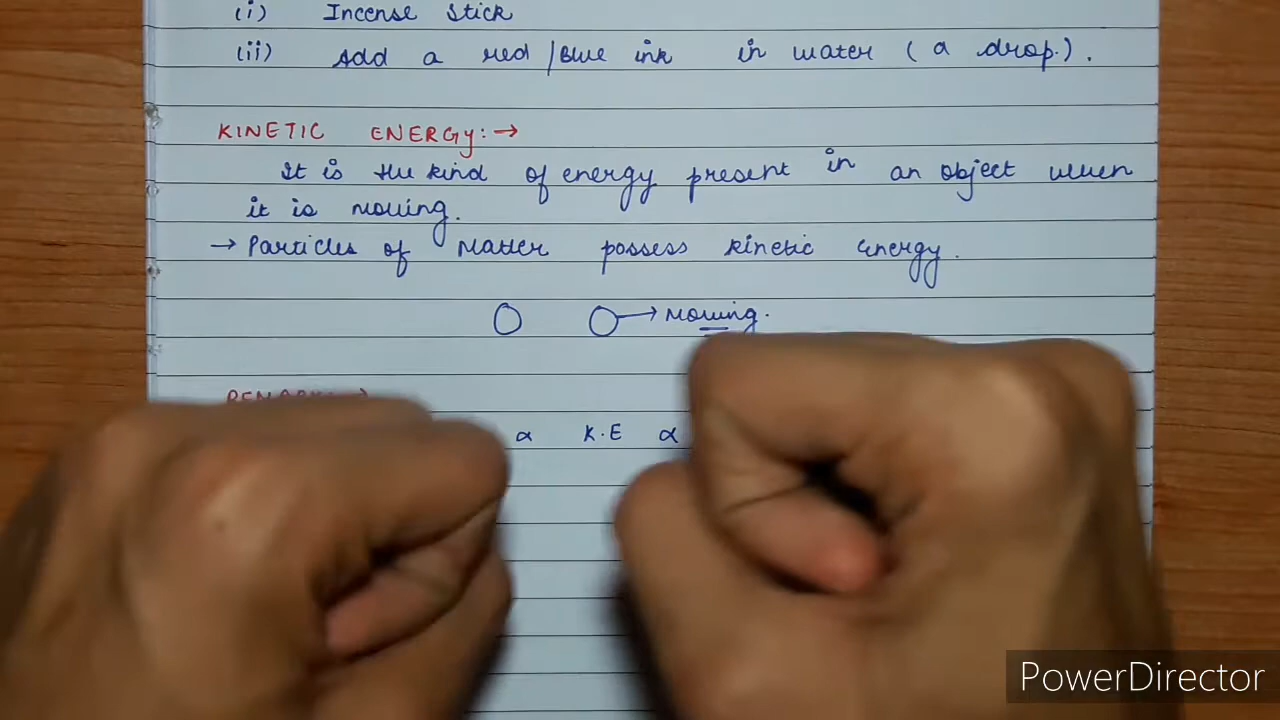 (i) Incense stick
(ii) Add a red/Blue ink in water (a drop.).
KINETIC ENERGY:→
It is the kind of energy present in an object when
it is moving.
→ Particles of Matter possess kinetic energy.
→ Moving.
REMARK:→
α K.E α
PowerDirector